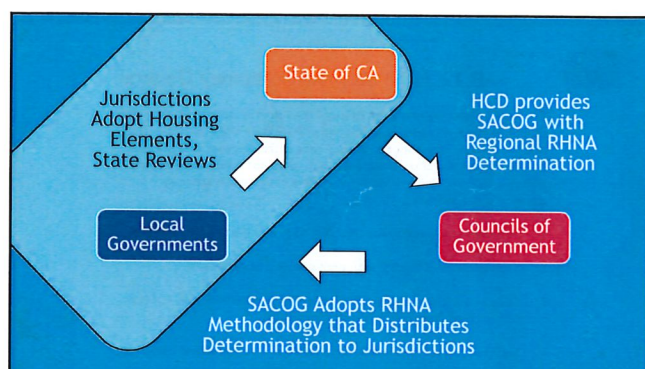 State of CA
Jurisdictions
Adopt Housing
Elements,
State Reviews
HCD provides
SACOG with
Regional RHNA
Determination
Local
Governments
Councils of
Government
SACOG Adopts RHNA
Methodology that Distributes
Determination to Jurisdictions